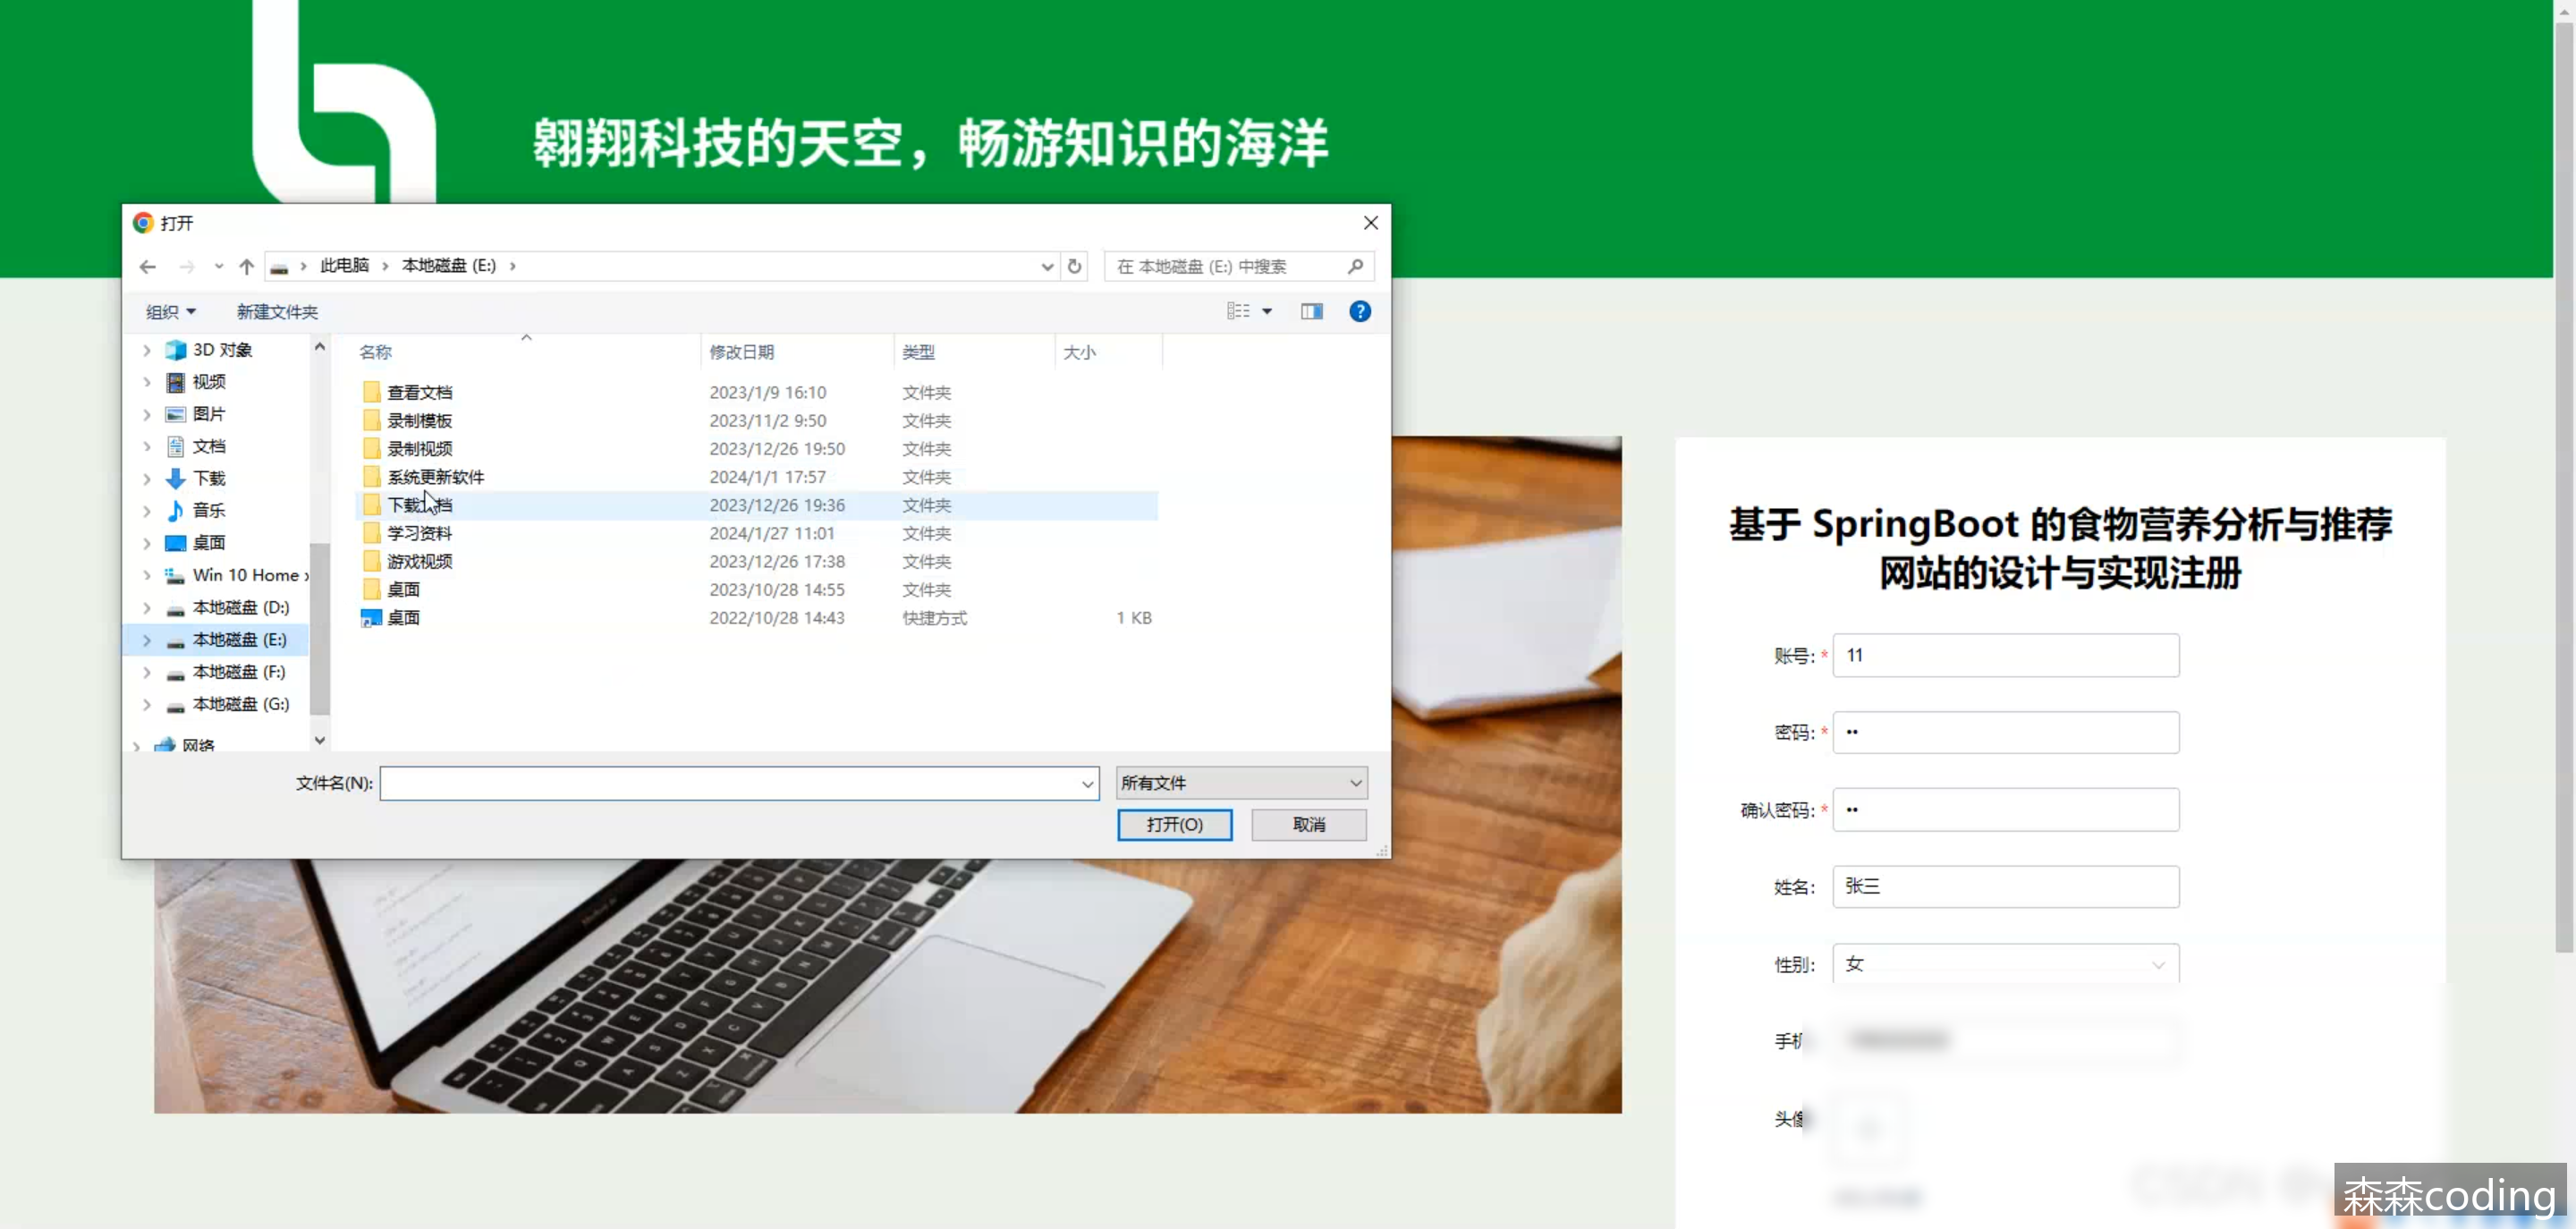 翱翔科技的天空，畅游知识的海洋
打开
此电脑 本地磁盘 (E:)
在 本地磁盘 (E:) 中搜索
组织 新建文件夹
3D 对象
视频
图片
文档
下载
音乐
桌面
Win 10 Home x
本地磁盘 (D:)
本地磁盘 (E:)
本地磁盘 (F:)
本地磁盘 (G:)
网络
名称 修改日期 类型 大小
查看文档 2023/1/9 16:10 文件夹
录制模板 2023/11/2 9:50 文件夹
录制视频 2023/12/26 19:50 文件夹
系统更新软件 2024/1/1 17:57 文件夹
下载文档 2023/12/26 19:36 文件夹
学习资料 2024/1/27 11:01 文件夹
游戏视频 2023/12/26 17:38 文件夹
桌面 2023/10/28 14:55 文件夹
桌面 2022/10/28 14:43 快捷方式 1 KB
文件名(N): 所有文件
打开(O) 取消
基于 SpringBoot 的食物营养分析与推荐
网站的设计与实现注册
账号: * 11
密码: * ••
确认密码: * ••
姓名: 张三
性别: 女
手机
头像
森森coding